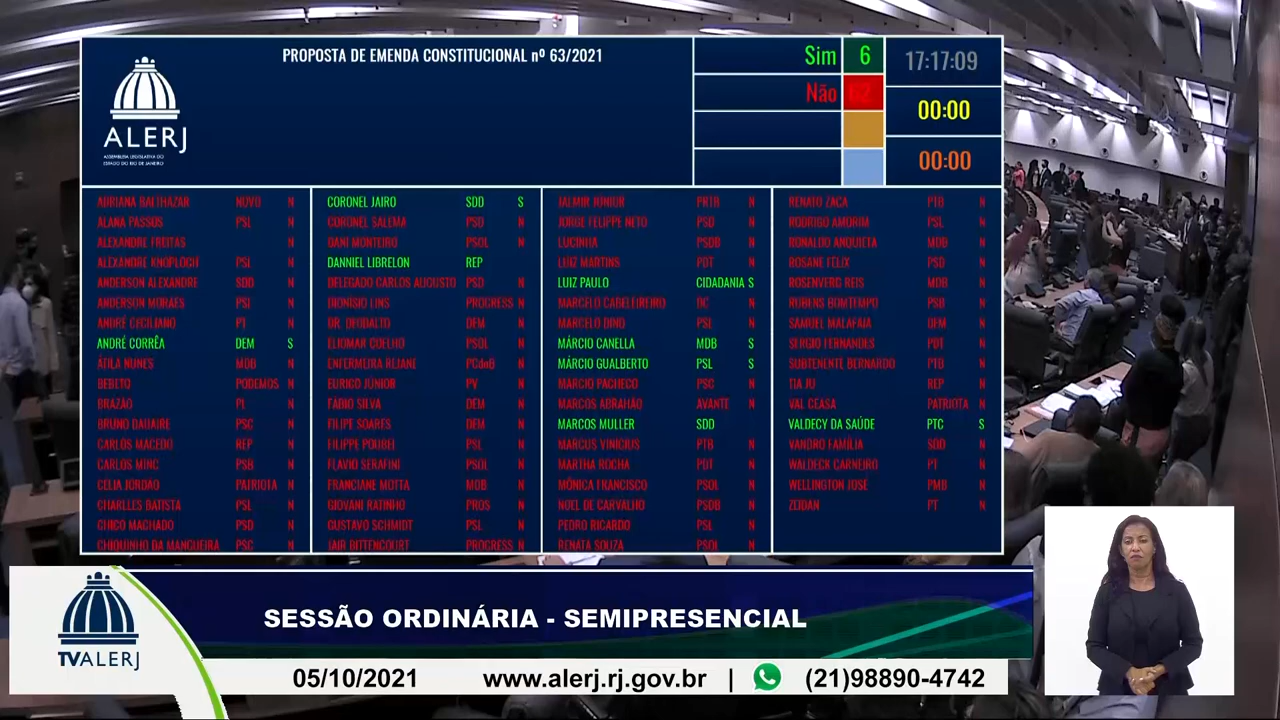 PROPOSTA DE EMENDA CONSTITUCIONAL nº 63/2021
Sim 6
Não 62
17:17:09
00:00
00:00
ALERJ
ASSEMBLEIA LEGISLATIVA DO
ESTADO DO RIO DE JANEIRO
ADRIANA BALTHAZAR NOVO N
ALANA PASSOS PSL N
ALEXANDRE FREITAS N
ALEXANDRE KNOPLOCH PSL N
ANDERSON ALEXANDRE SDD N
ANDERSON MORAES PSL N
ANDRÉ CECILIANO PT N
ANDRÉ CORRÊA DEM S
ÁTILA NUNES MDB N
BEBETO PODEMOS N
BRAZÃO PL N
BRUNO DAUAIRE PSC N
CARLOS MACEDO REP N
CARLOS MINC PSB N
CÉLIA JORDÃO PATRIOTA N
CHARLLES BATISTA PSL N
CHICO MACHADO PSD N
CHIQUINHO DA MANGUEIRA PSC N
CORONEL JAIRO SDD S
CORONEL SALEMA PSD N
DANI MONTEIRO PSOL N
DANNIEL LIBRELON REP
DELEGADO CARLOS AUGUSTO PSD N
DIONÍSIO LINS PROGRESS N
DR. DEODALTO DEM N
ELIOMAR COELHO PSOL N
ENFERMEIRA REJANE PCdoB N
EURICO JÚNIOR PV N
FÁBIO SILVA DEM N
FILIPE SOARES DEM N
FILIPPE POUBEL PSL N
FLAVIO SERAFINI PSOL N
FRANCIANE MOTTA MDB N
GIOVANI RATINHO PROS N
GUSTAVO SCHMIDT PSL N
JAIR BITTENCOURT PROGRESS N
JALMIR JÚNIOR PRTB N
JORGE FELIPPE NETO PSD N
LUCINHA PSDB N
LUIZ MARTINS PDT N
LUIZ PAULO CIDADANIA S
MARCELO CABELEIREIRO DC N
MARCELO DINO PSL N
MÁRCIO CANELLA MDB S
MÁRCIO GUALBERTO PSL S
MÁRCIO PACHECO PSC N
MARCOS ABRAHÃO AVANTE N
MARCOS MULLER SDD
MARCUS VINÍCIUS PTB N
MARTHA ROCHA PDT N
MÔNICA FRANCISCO PSOL N
NOEL DE CARVALHO PSDB N
PEDRO RICARDO PSL N
RENATA SOUZA PSOL N
RENATO ZACA PTB N
RODRIGO AMORIM PSL N
RONALDO ANQUIETA MDB N
ROSANE FÉLIX PSD N
ROSENVERG REIS MDB N
RUBENS BOMTEMPO PSB N
SAMUEL MALAFAIA DEM N
SERGIO FERNANDES PDT N
SUBTENENTE BERNARDO PTB N
TIA JU REP N
VAL CEASA PATRIOTA N
VALDECY DA SAÚDE PTC S
VANDRO FAMÍLIA SDD N
WALDECK CARNEIRO PT N
WELLINGTON JOSÉ PMB N
ZEIDAN PT N
SESSÃO ORDINÁRIA - SEMIPRESENCIAL
TVALERJ
05/10/2021 www.alerj.rj.gov.br | (21)98890-4742